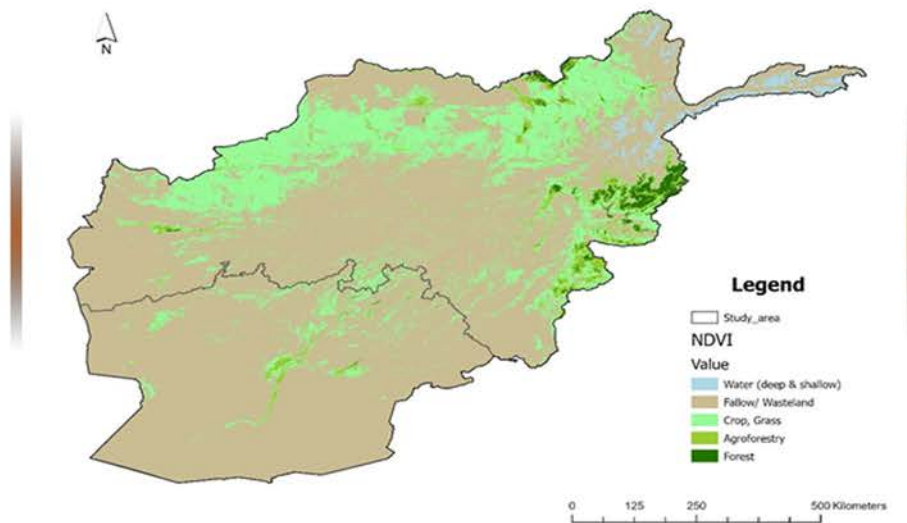 N
Legend
Study_area
NDVI
Value
Water (deep & shallow)
Fallow/ Wasteland
Crop, Grass
Agroforestry
Forest
0 125 250 500 Kilometers